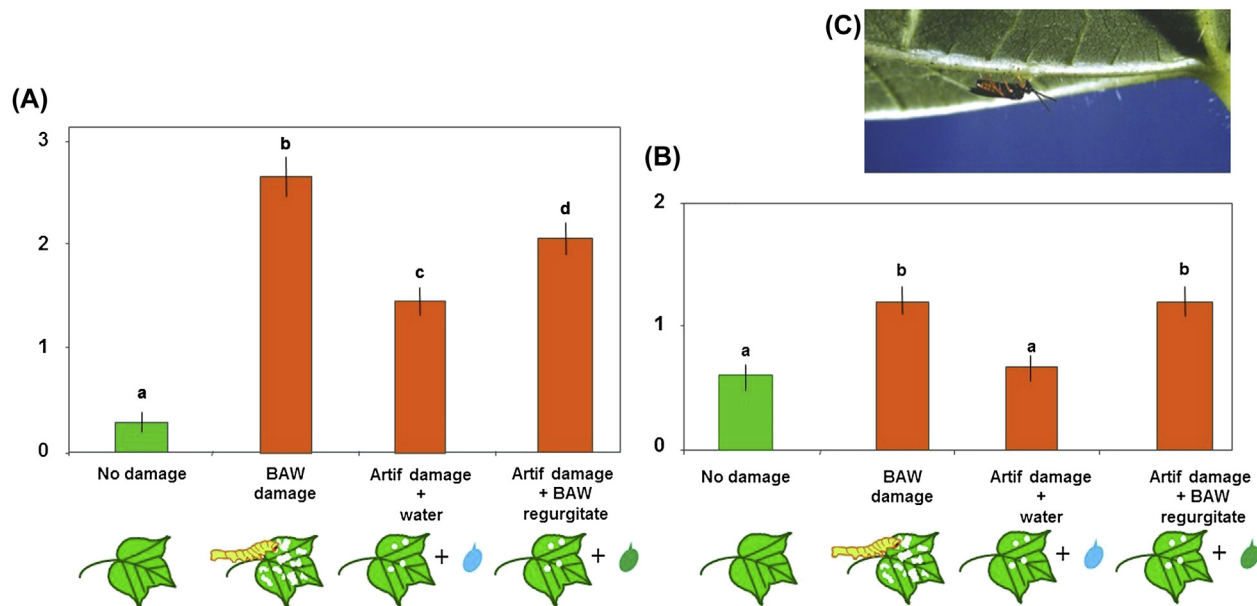 (A)
3
2
1
0
a
b
c
d
No damage
BAW
damage
Artif damage
+
water
Artif damage
+ BAW
regurgitate
+
+
(B)
2
1
0
a
b
a
b
No damage
BAW
damage
Artif damage
+
water
Artif damage
+ BAW
regurgitate
+
+
(C)